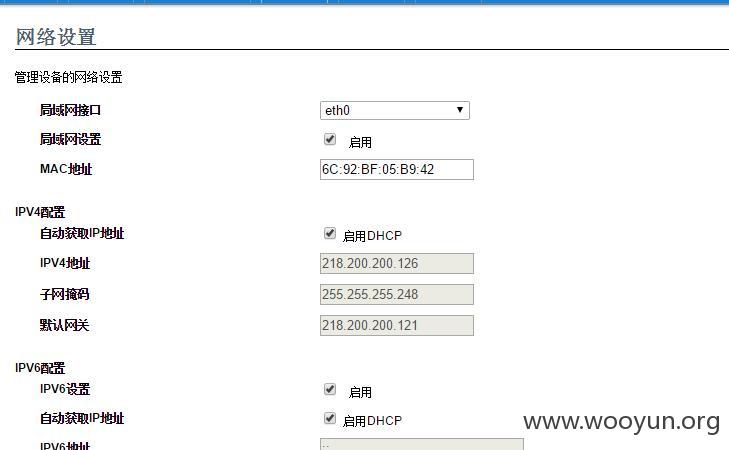 网络设置
管理设备的网络设置
局域网接口 eth0
局域网设置 启用
MAC地址 6C:92:BF:05:B9:42
IPV4配置
自动获取IP地址 启用DHCP
IPV4地址 218.200.200.126
子网掩码 255.255.255.248
默认网关 218.200.200.121
IPV6配置
IPV6设置 启用
自动获取IP地址 启用DHCP
IPV6地址 ::
www.wooyun.org